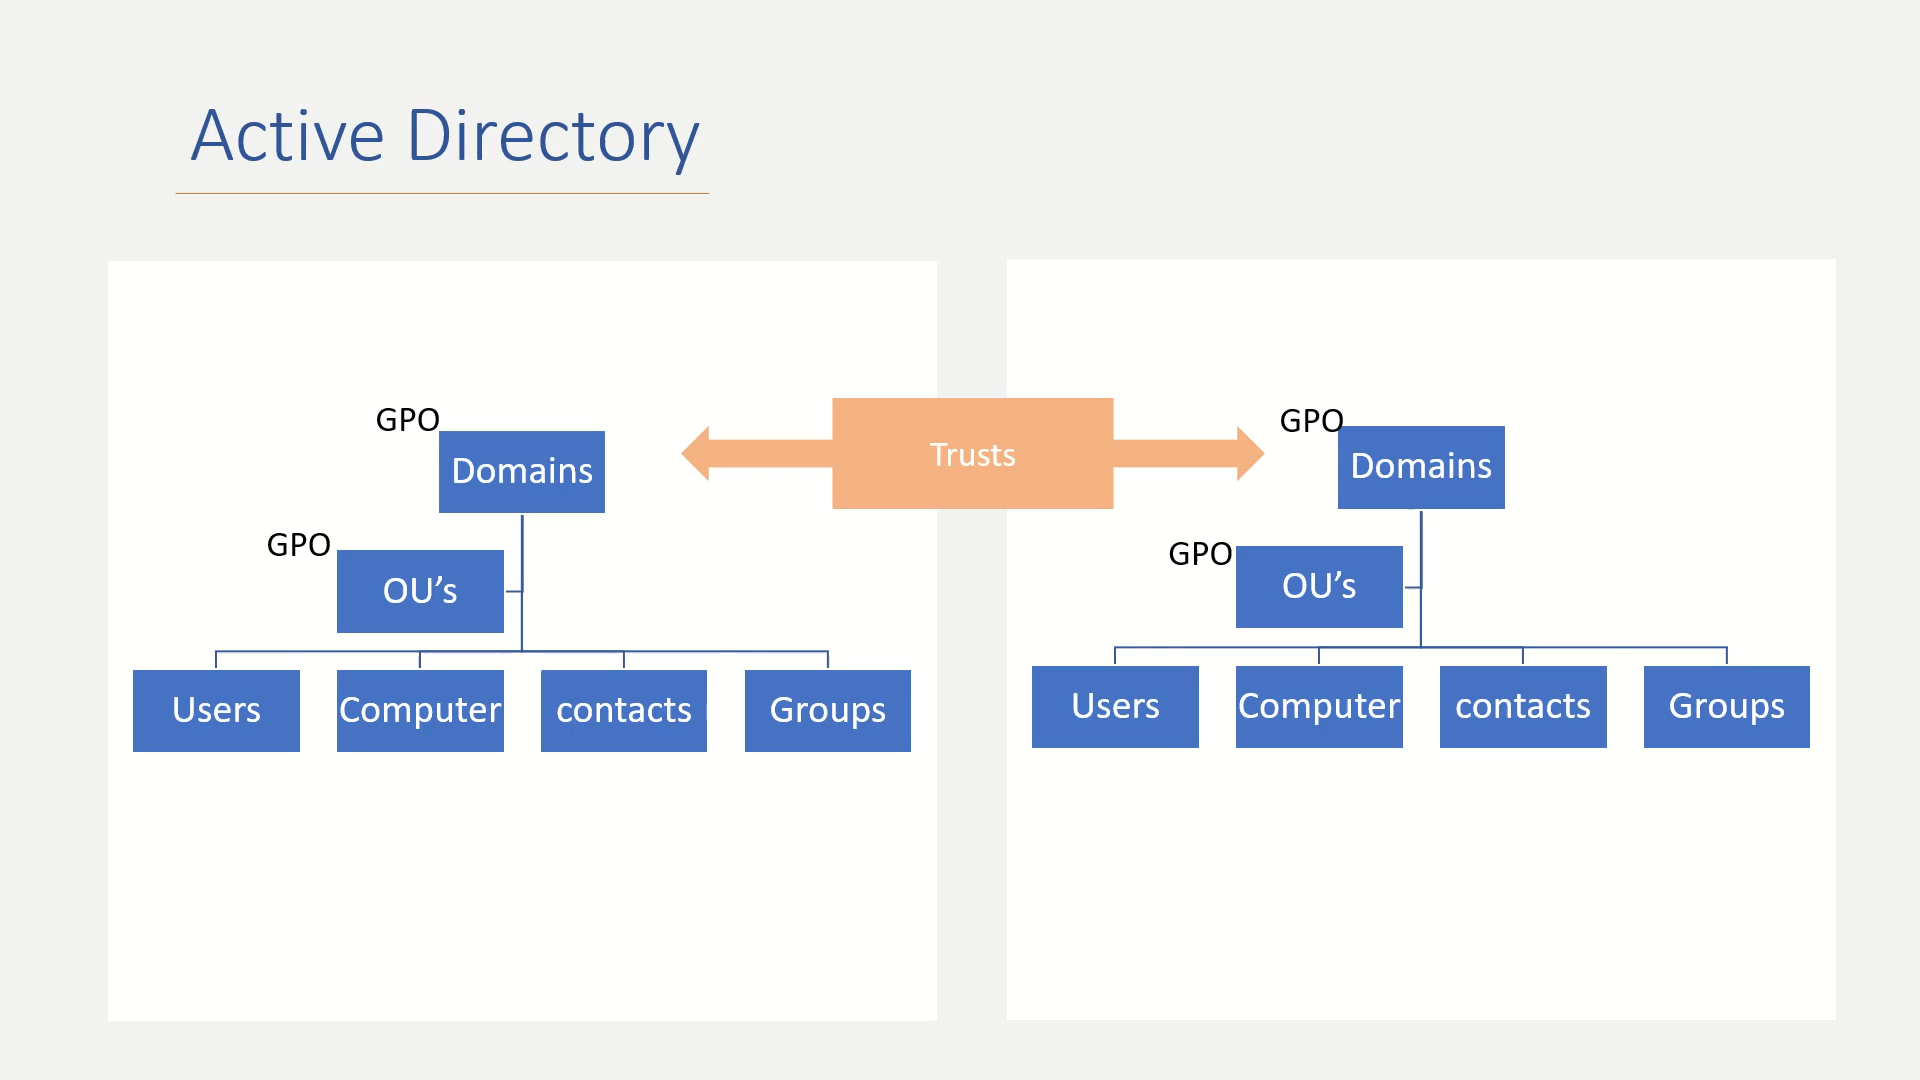 Active Directory
GPO
Domains
GPO
OU’s
Users
Computer
contacts
Groups
Trusts
GPO
Domains
GPO
OU’s
Users
Computer
contacts
Groups